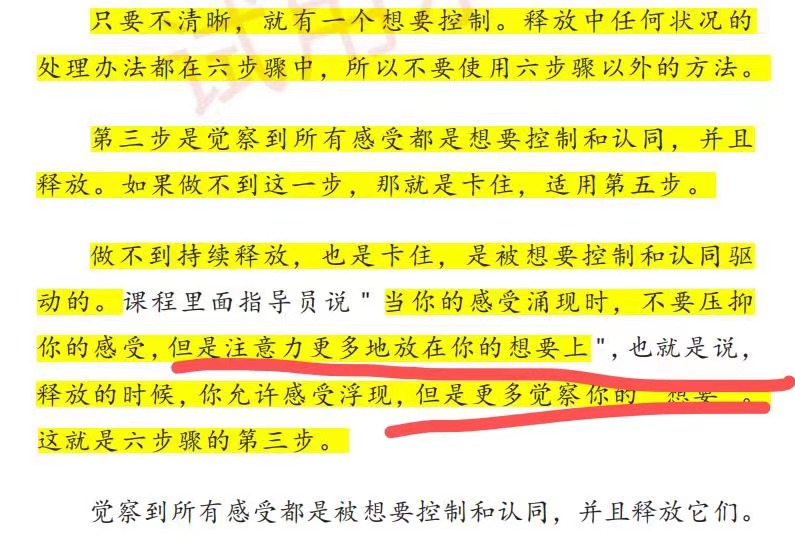 只要不清晰，就有一个想要控制。释放中任何状况的
处理办法都在六步骤中，所以不要使用六步骤以外的方法。
第三步是觉察到所有感受都是想要控制和认同，并且
释放。如果做不到这一步，那就是卡住，适用第五步。
做不到持续释放，也是卡住，是被想要控制和认同驱
动的。课程里面指导员说"当你的感受涌现时，不要压抑
你的感受，但是注意力更多地放在你的想要上"，也就是说，
释放的时候，你允许感受浮现，但是更多觉察你的"想要"。
这就是六步骤的第三步。
觉察到所有感受都是被想要控制和认同，并且释放它们。